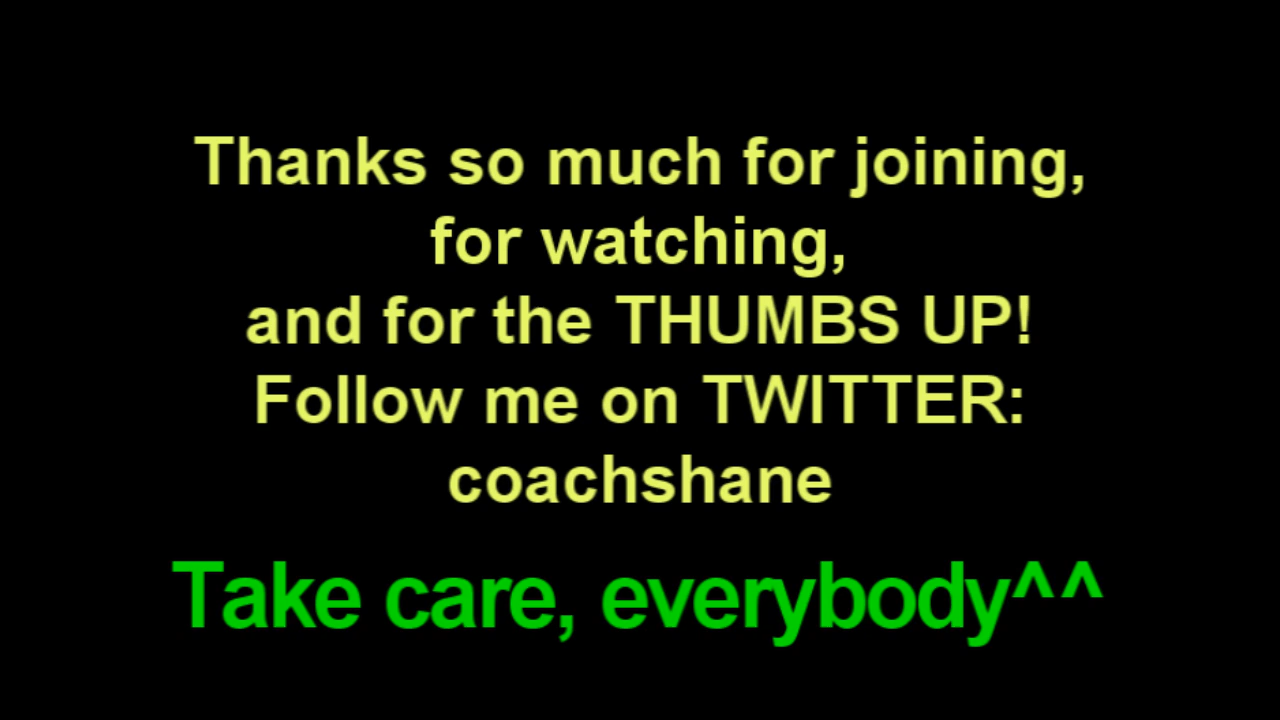 Thanks so much for joining,
for watching,
and for the THUMBS UP!
Follow me on TWITTER:
coachshane
Take care, everybody^^